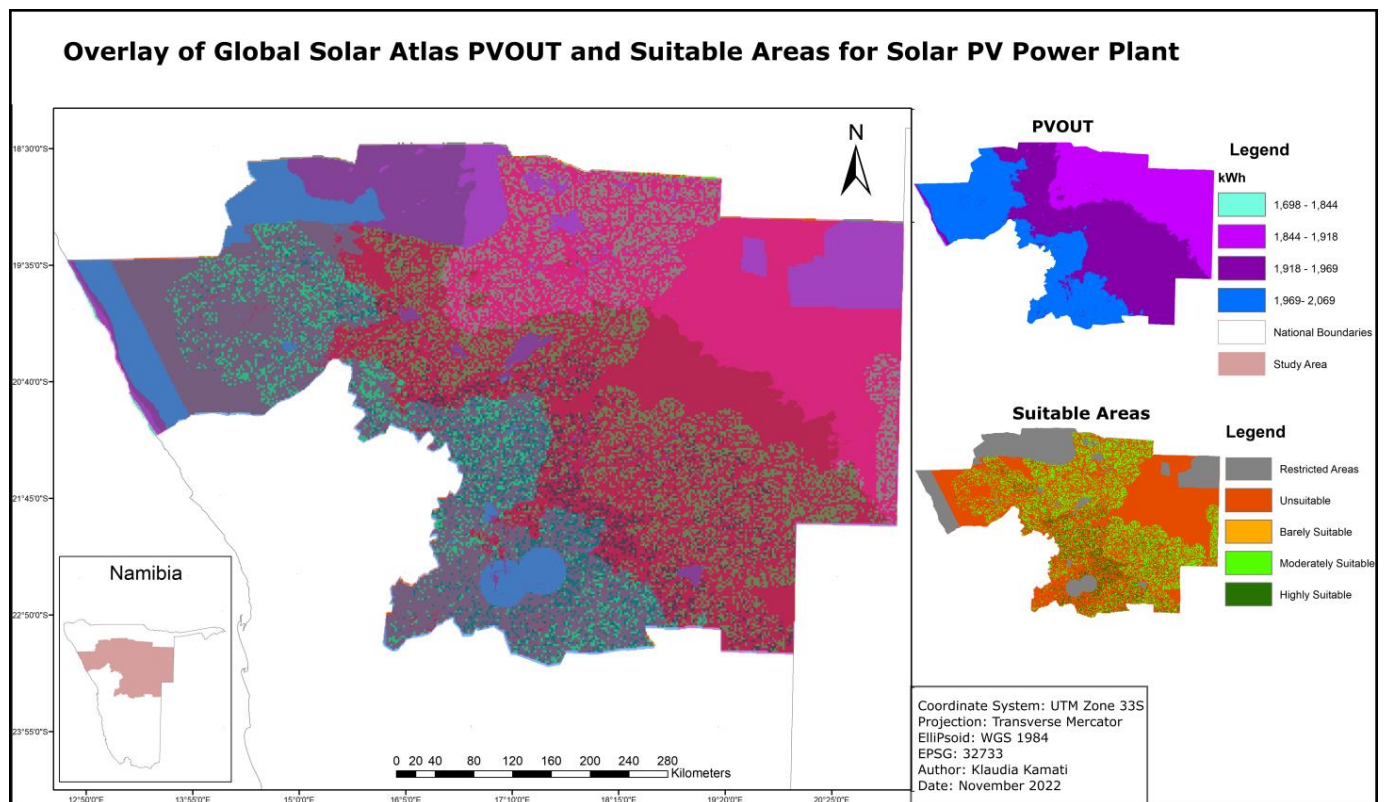 Overlay of Global Solar Atlas PVOUT and Suitable Areas for Solar PV Power Plant
N
18°30'0"S
19°35'0"S
20°40'0"S
21°45'0"S
22°50'0"S
23°55'0"S
12°50'0"E
13°55'0"E
15°0'0"E
16°5'0"E
17°10'0"E
18°15'0"E
19°20'0"E
20°25'0"E
Namibia
0 20 40 80 120 160 200 240 280
Kilometers
PVOUT
Legend
kWh
1,698 - 1,844
1,844 - 1,918
1,918 - 1,969
1,969- 2,069
National Boundaries
Study Area
Suitable Areas
Legend
Restricted Areas
Unsuitable
Barely Suitable
Moderately Suitable
Highly Suitable
Coordinate System: UTM Zone 33S
Projection: Transverse Mercator
ElliPsoid: WGS 1984
EPSG: 32733
Author: Klaudia Kamati
Date: November 2022